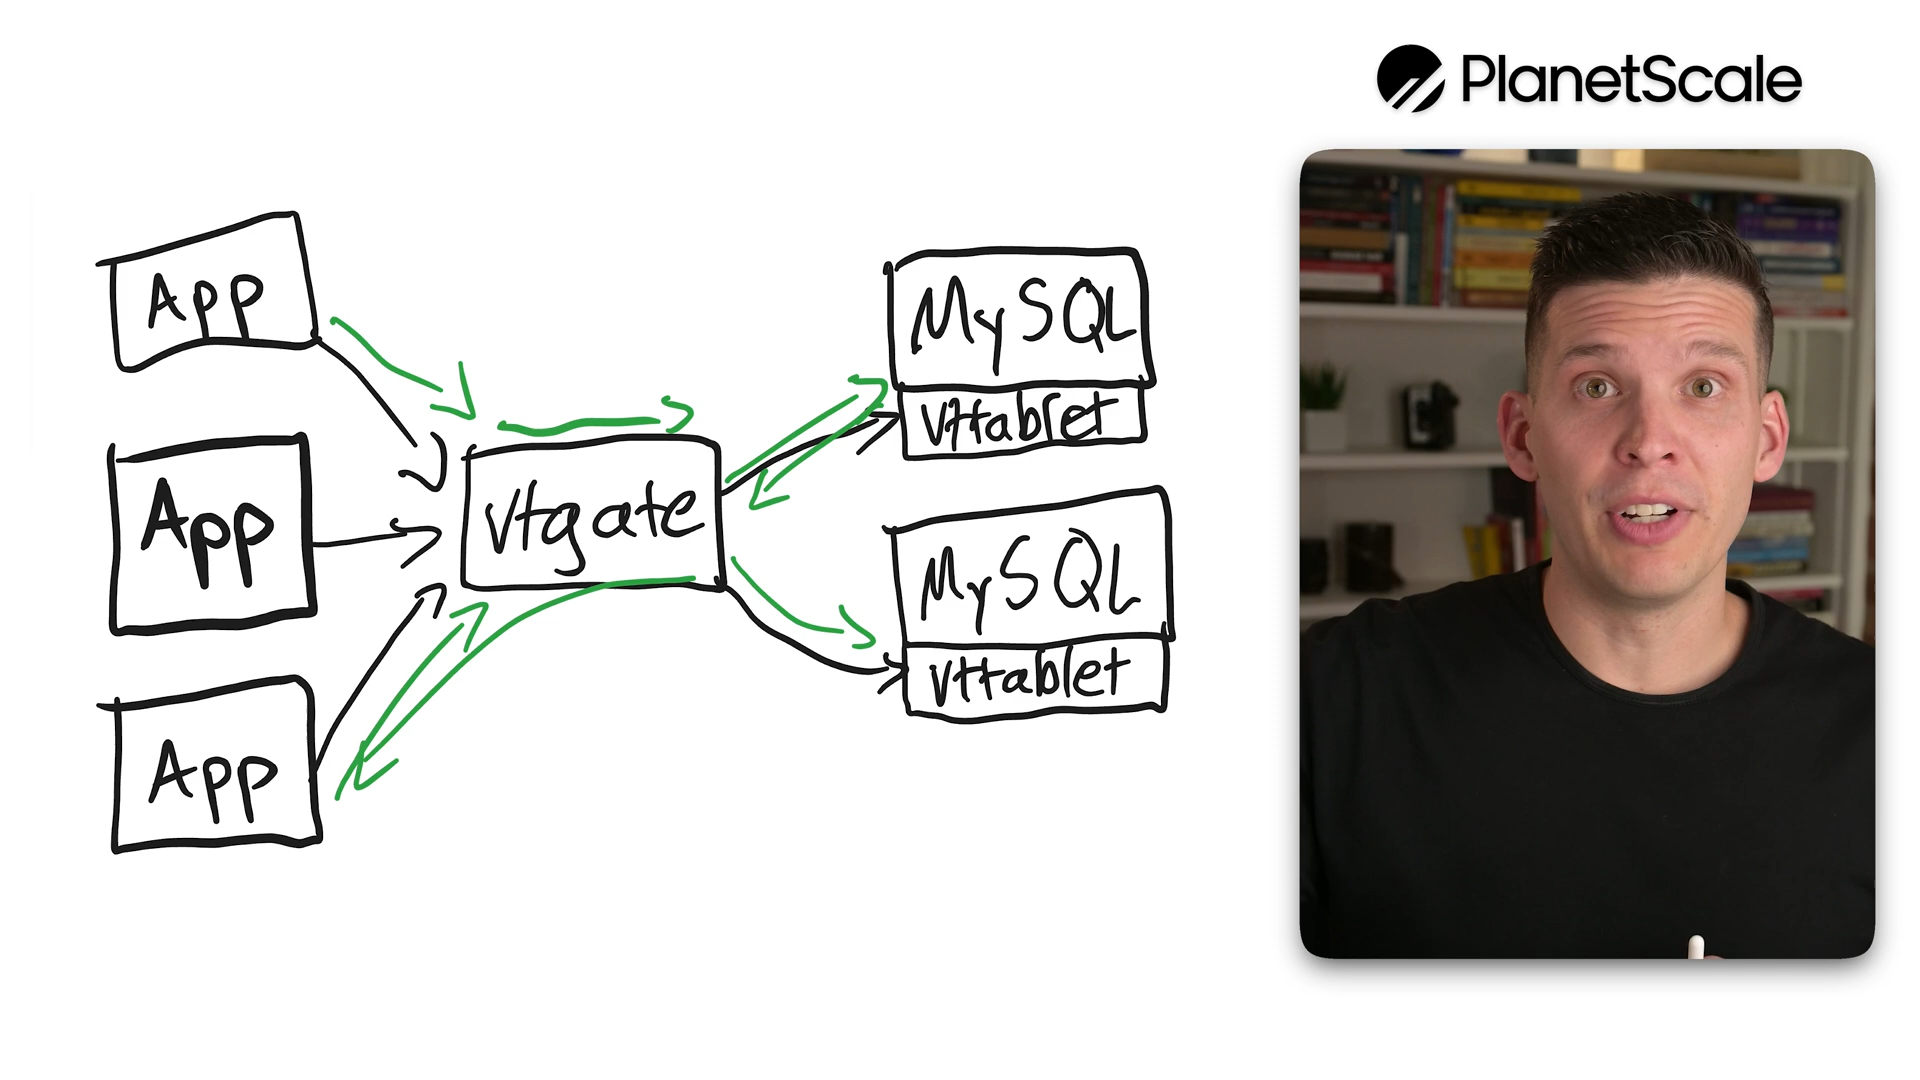 PlanetScale
App
App
App
vtgate
MySQL
vttablet
MySQL
vttablet